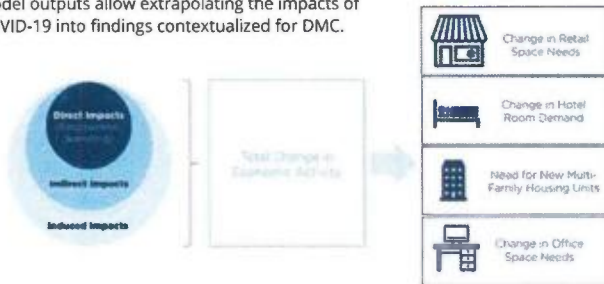 odel outputs allow extrapolating the impacts of
VID-19 into findings contextualized for DMC.
Direct Impacts
Indirect Impacts
Induced Impacts
Total Change in
Economic Activity
Change in Retail
Space Needs
Change in Hotel
Room Demand
Need for New Multi-
Family Housing Units
Change in Office
Space Needs